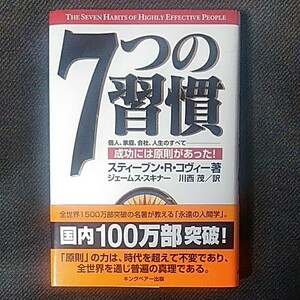 THE SEVEN HABITS OF HIGHLY EFFECTIVE PEOPLE
7つの習慣
個人、家庭、会社、人生のすべて
成功には原則があった!
スティーブン・R・コヴィー著
ジェームス・スキナー 川西 茂/訳
全世界1500万部突破の名著が教える「永遠の人間学」。
国内100万部突破!
「原則」の力は、時代を超えて不変であり、
全世界を通じ普遍の真理である。
キングベアー出版